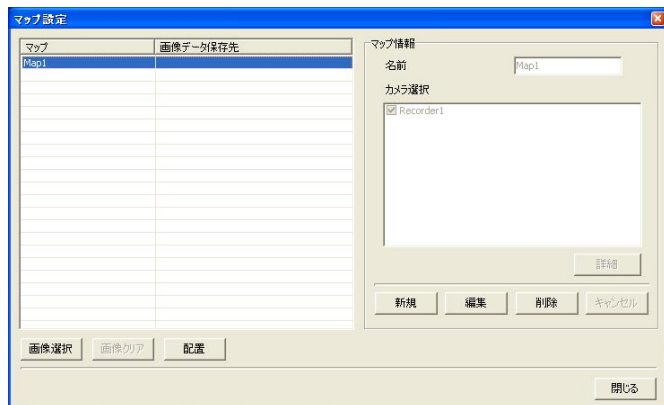 マップ設定
マップ 画像データ保存先
Map1
マップ情報
名前 Map1
カメラ選択
Recorder1
詳細
新規 編集 削除 キャンセル
画像選択 画像クリア 配置
閉じる